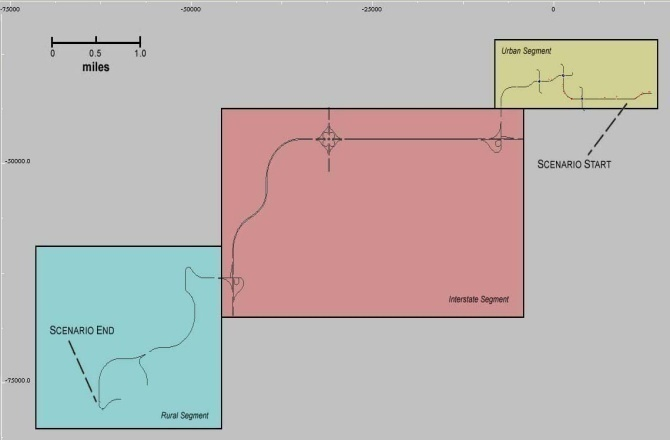 -75000 -50000 -25000 0
Urban Segment
0 0.5 1.0
miles
-50000.0
SCENARIO START
Interstate Segment
SCENARIO END
-75000.0
Rural Segment